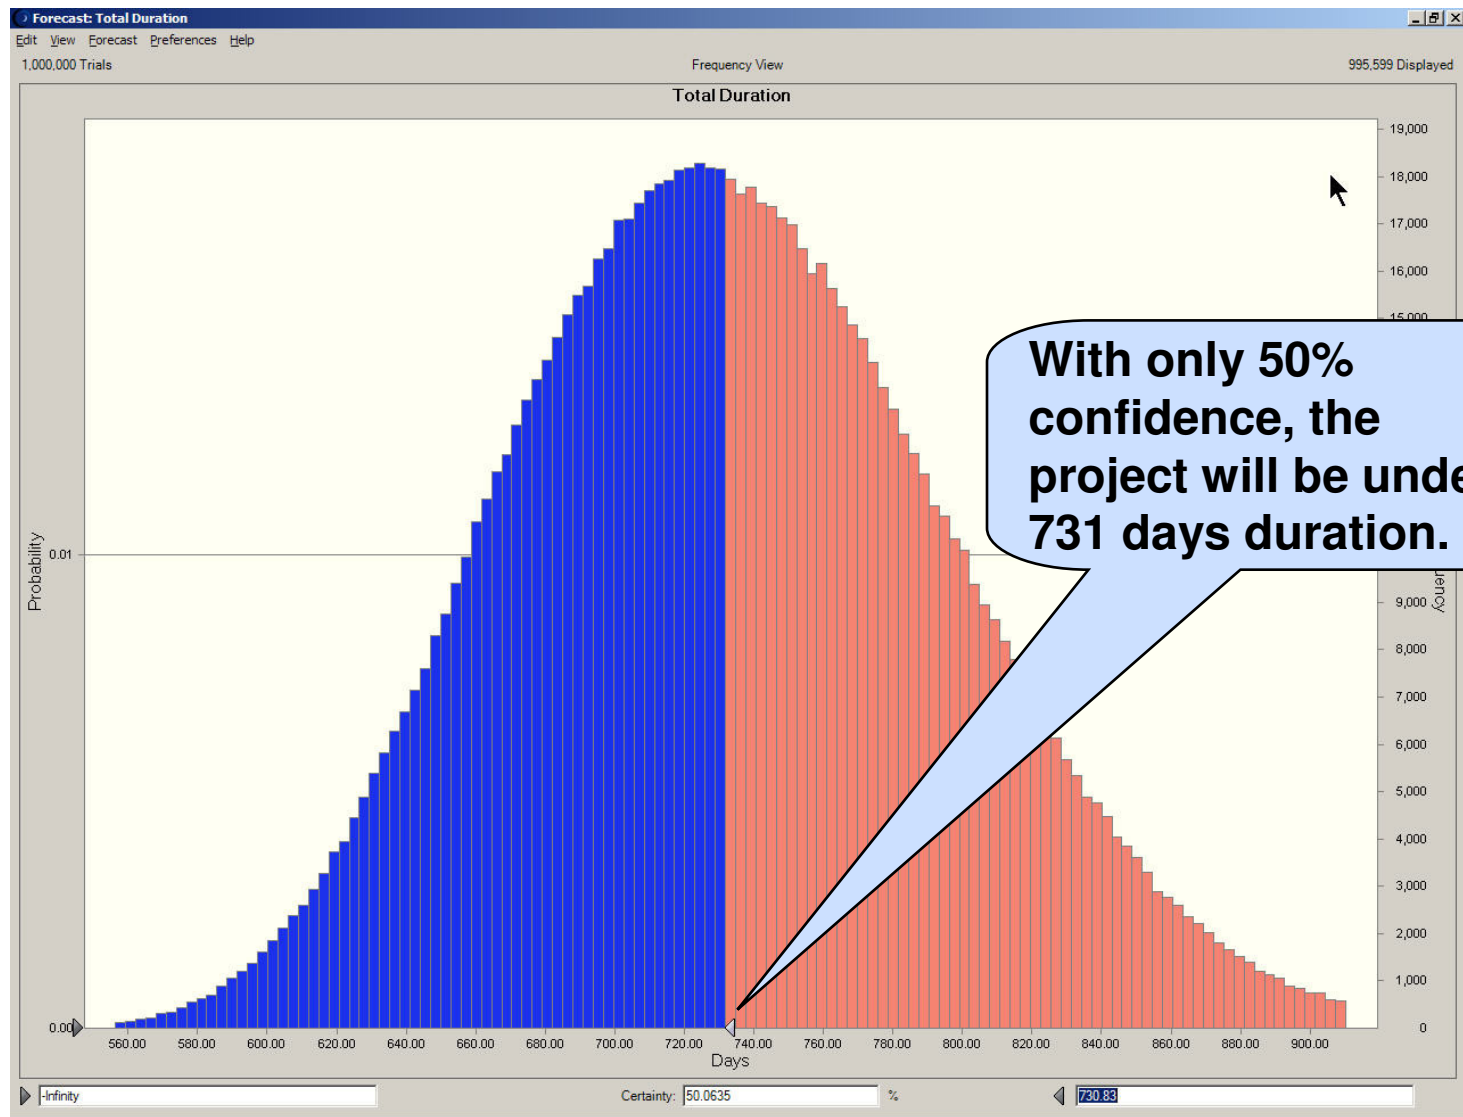 Forecast: Total Duration
Edit View Forecast Preferences Help
1,000,000 Trials Frequency View 995,599 Displayed
Total Duration
19,000
18,000
17,000
16,000
15,000
With only 50%
confidence, the
project will be unde
731 days duration.
Probability
0.01
9,000
8,000
7,000
6,000
5,000
4,000
3,000
2,000
1,000
0.00 0
560.00 580.00 600.00 620.00 640.00 660.00 680.00 700.00 720.00 740.00 760.00 780.00 800.00 820.00 840.00 860.00 880.00 900.00
Days
-Infinity Certainty: 50.0635 % 730.83